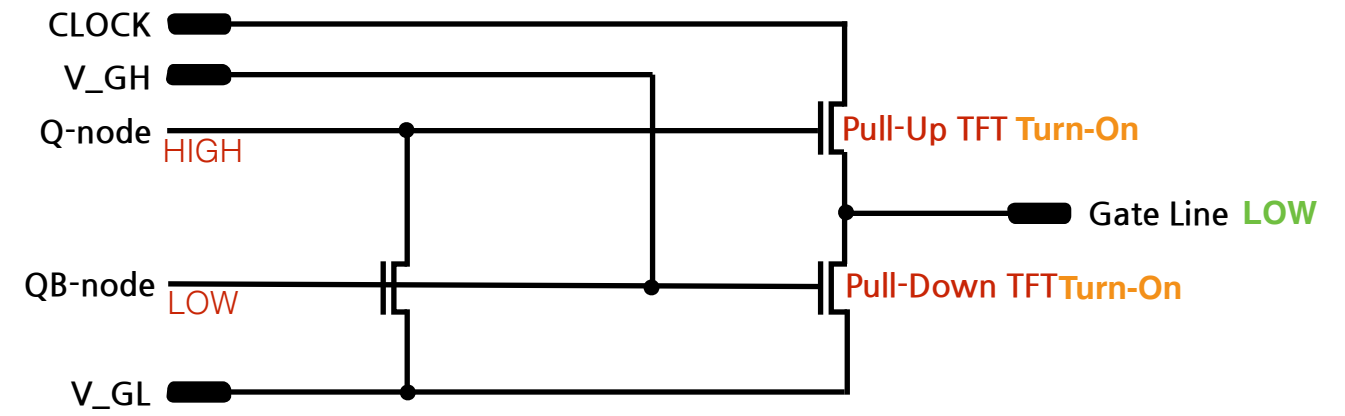 CLOCK
V_GH
Q-node
HIGH
Pull-Up TFT Turn-On
Gate Line LOW
QB-node
LOW
Pull-Down TFTTurn-On
V_GL